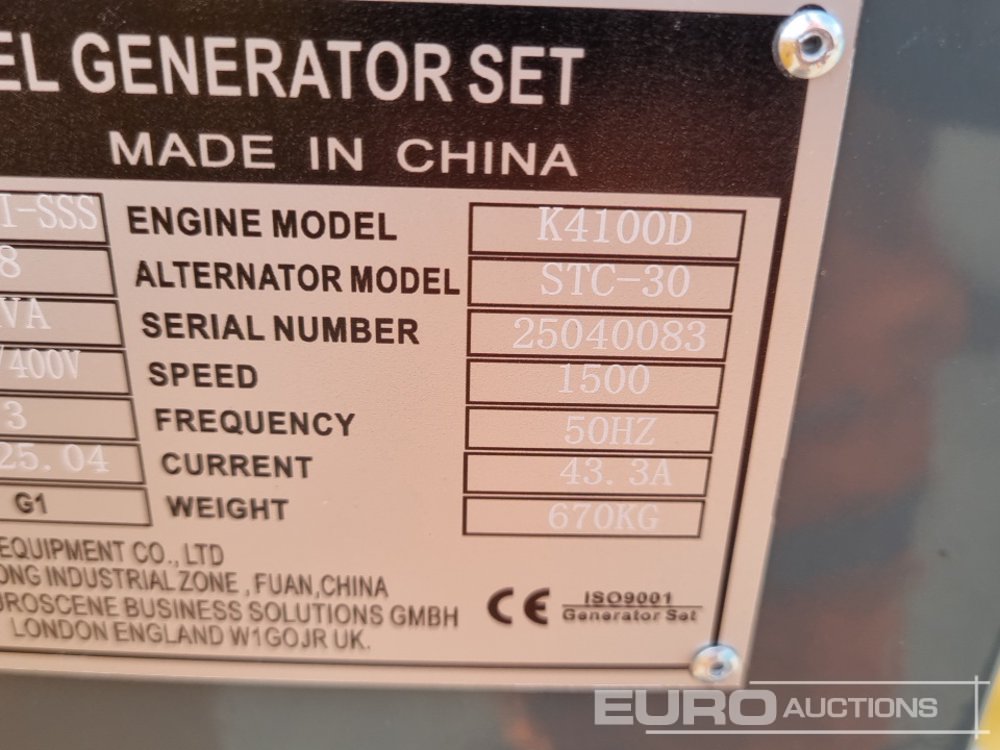 EL GENERATOR SET
MADE IN CHINA
I-SSS ENGINE MODEL K4100D
8 ALTERNATOR MODEL STC-30
VA SERIAL NUMBER 25040083
/400V SPEED 1500
3 FREQUENCY 50HZ
25.04 CURRENT 43.3A
G1 WEIGHT 670KG
EQUIPMENT CO., LTD
ONG INDUSTRIAL ZONE ,FUAN,CHINA
UROSCENE BUSINESS SOLUTIONS GMBH
LONDON ENGLAND W1G0JR UK.
CE ISO9001
Generator Set
EURO AUCTIONS